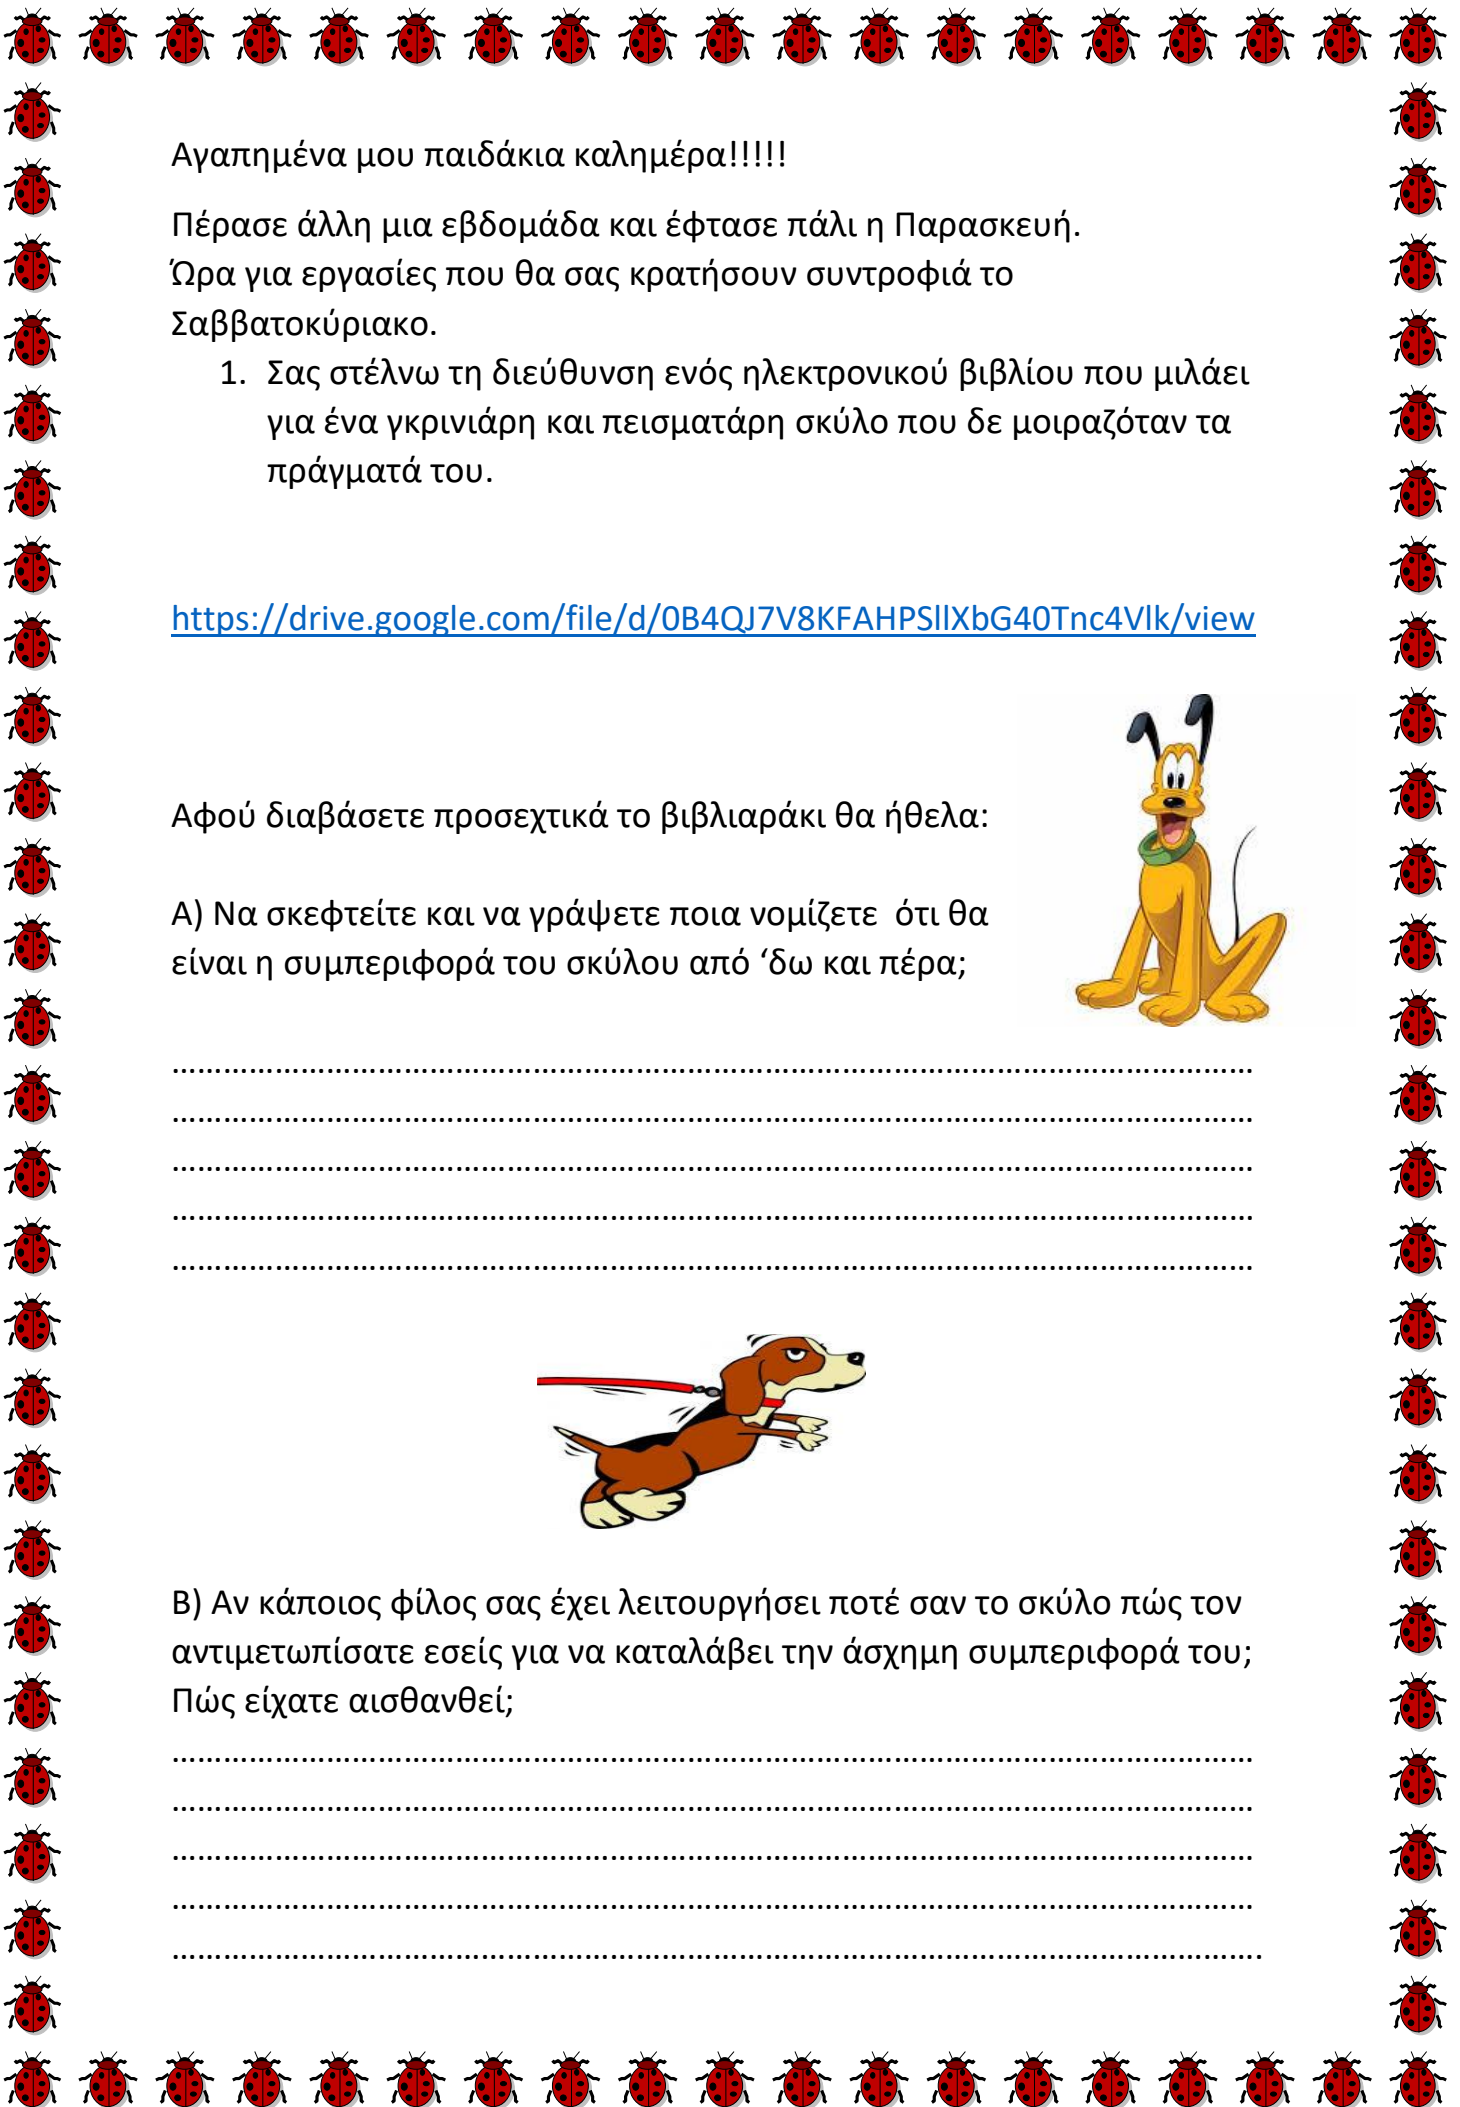 Αγαπημένα μου παιδάκια καλημέρα!!!!!
Πέρασε άλλη μια εβδομάδα και έφτασε πάλι η Παρασκευή.
Ώρα για εργασίες που θα σας κρατήσουν συντροφιά το
Σαββατοκύριακο.
1. Σας στέλνω τη διεύθυνση ενός ηλεκτρονικού βιβλίου που μιλάει
για ένα γκρινιάρη και πεισματάρη σκύλο που δε μοιραζόταν τα
πράγματά του.
https://drive.google.com/file/d/0B4QJ7V8KFAHPSllXbG40Tnc4Vlk/view
Αφού διαβάσετε προσεχτικά το βιβλιαράκι θα ήθελα:
Α) Να σκεφτείτε και να γράψετε ποια νομίζετε  ότι θα
είναι η συμπεριφορά του σκύλου από ‘δω και πέρα;
……………………………………………………………………………………………………………
……………………………………………………………………………………………………………
……………………………………………………………………………………………………………
……………………………………………………………………………………………………………
……………………………………………………………………………………………………………
Β) Αν κάποιος φίλος σας έχει λειτουργήσει ποτέ σαν το σκύλο πώς τον
αντιμετωπίσατε εσείς για να καταλάβει την άσχημη συμπεριφορά του;
Πώς είχατε αισθανθεί;
……………………………………………………………………………………………………………
……………………………………………………………………………………………………………
……………………………………………………………………………………………………………
……………………………………………………………………………………………………………
…………………………………………………………………………………………………………….